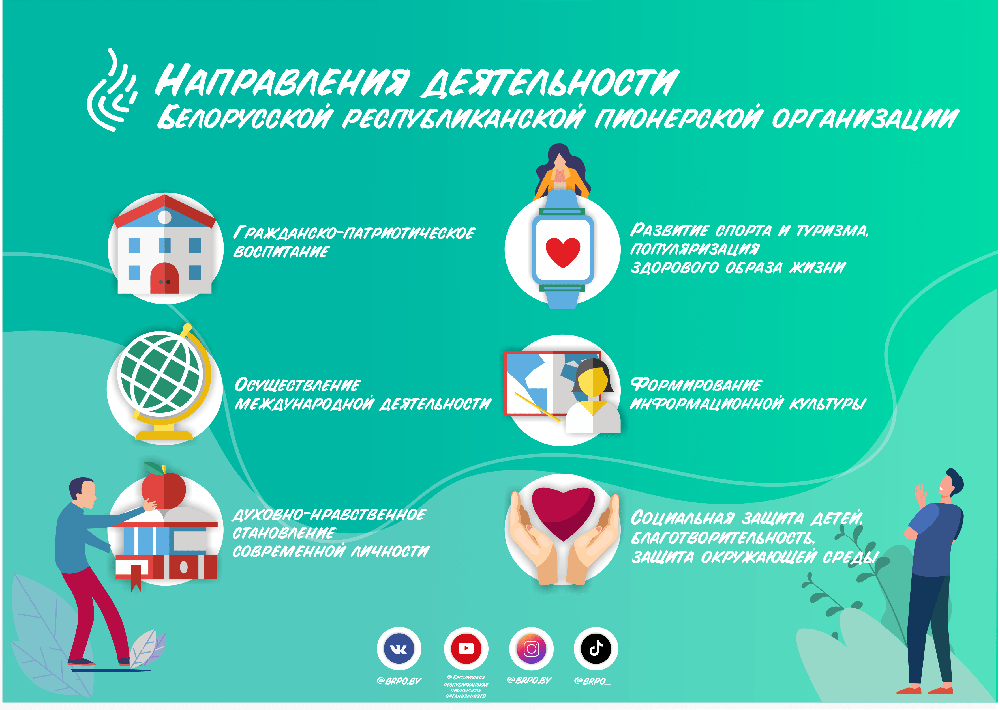 Направления деятельности
Белорусской республиканской пионерской организации
Гражданско-патриотическое
воспитание
Развитие спорта и туризма,
популяризация
здорового образа жизни
Осуществление
международной деятельности
Формирование
информационной культуры
духовно-нравственное
становление
современной личности
Социальная защита детей,
благотворительность,
защита окружающей среды
@BRPO.BY
@Белорусская
республиканская
пионерская
организация19
@BRPO.BY
@BRPO_